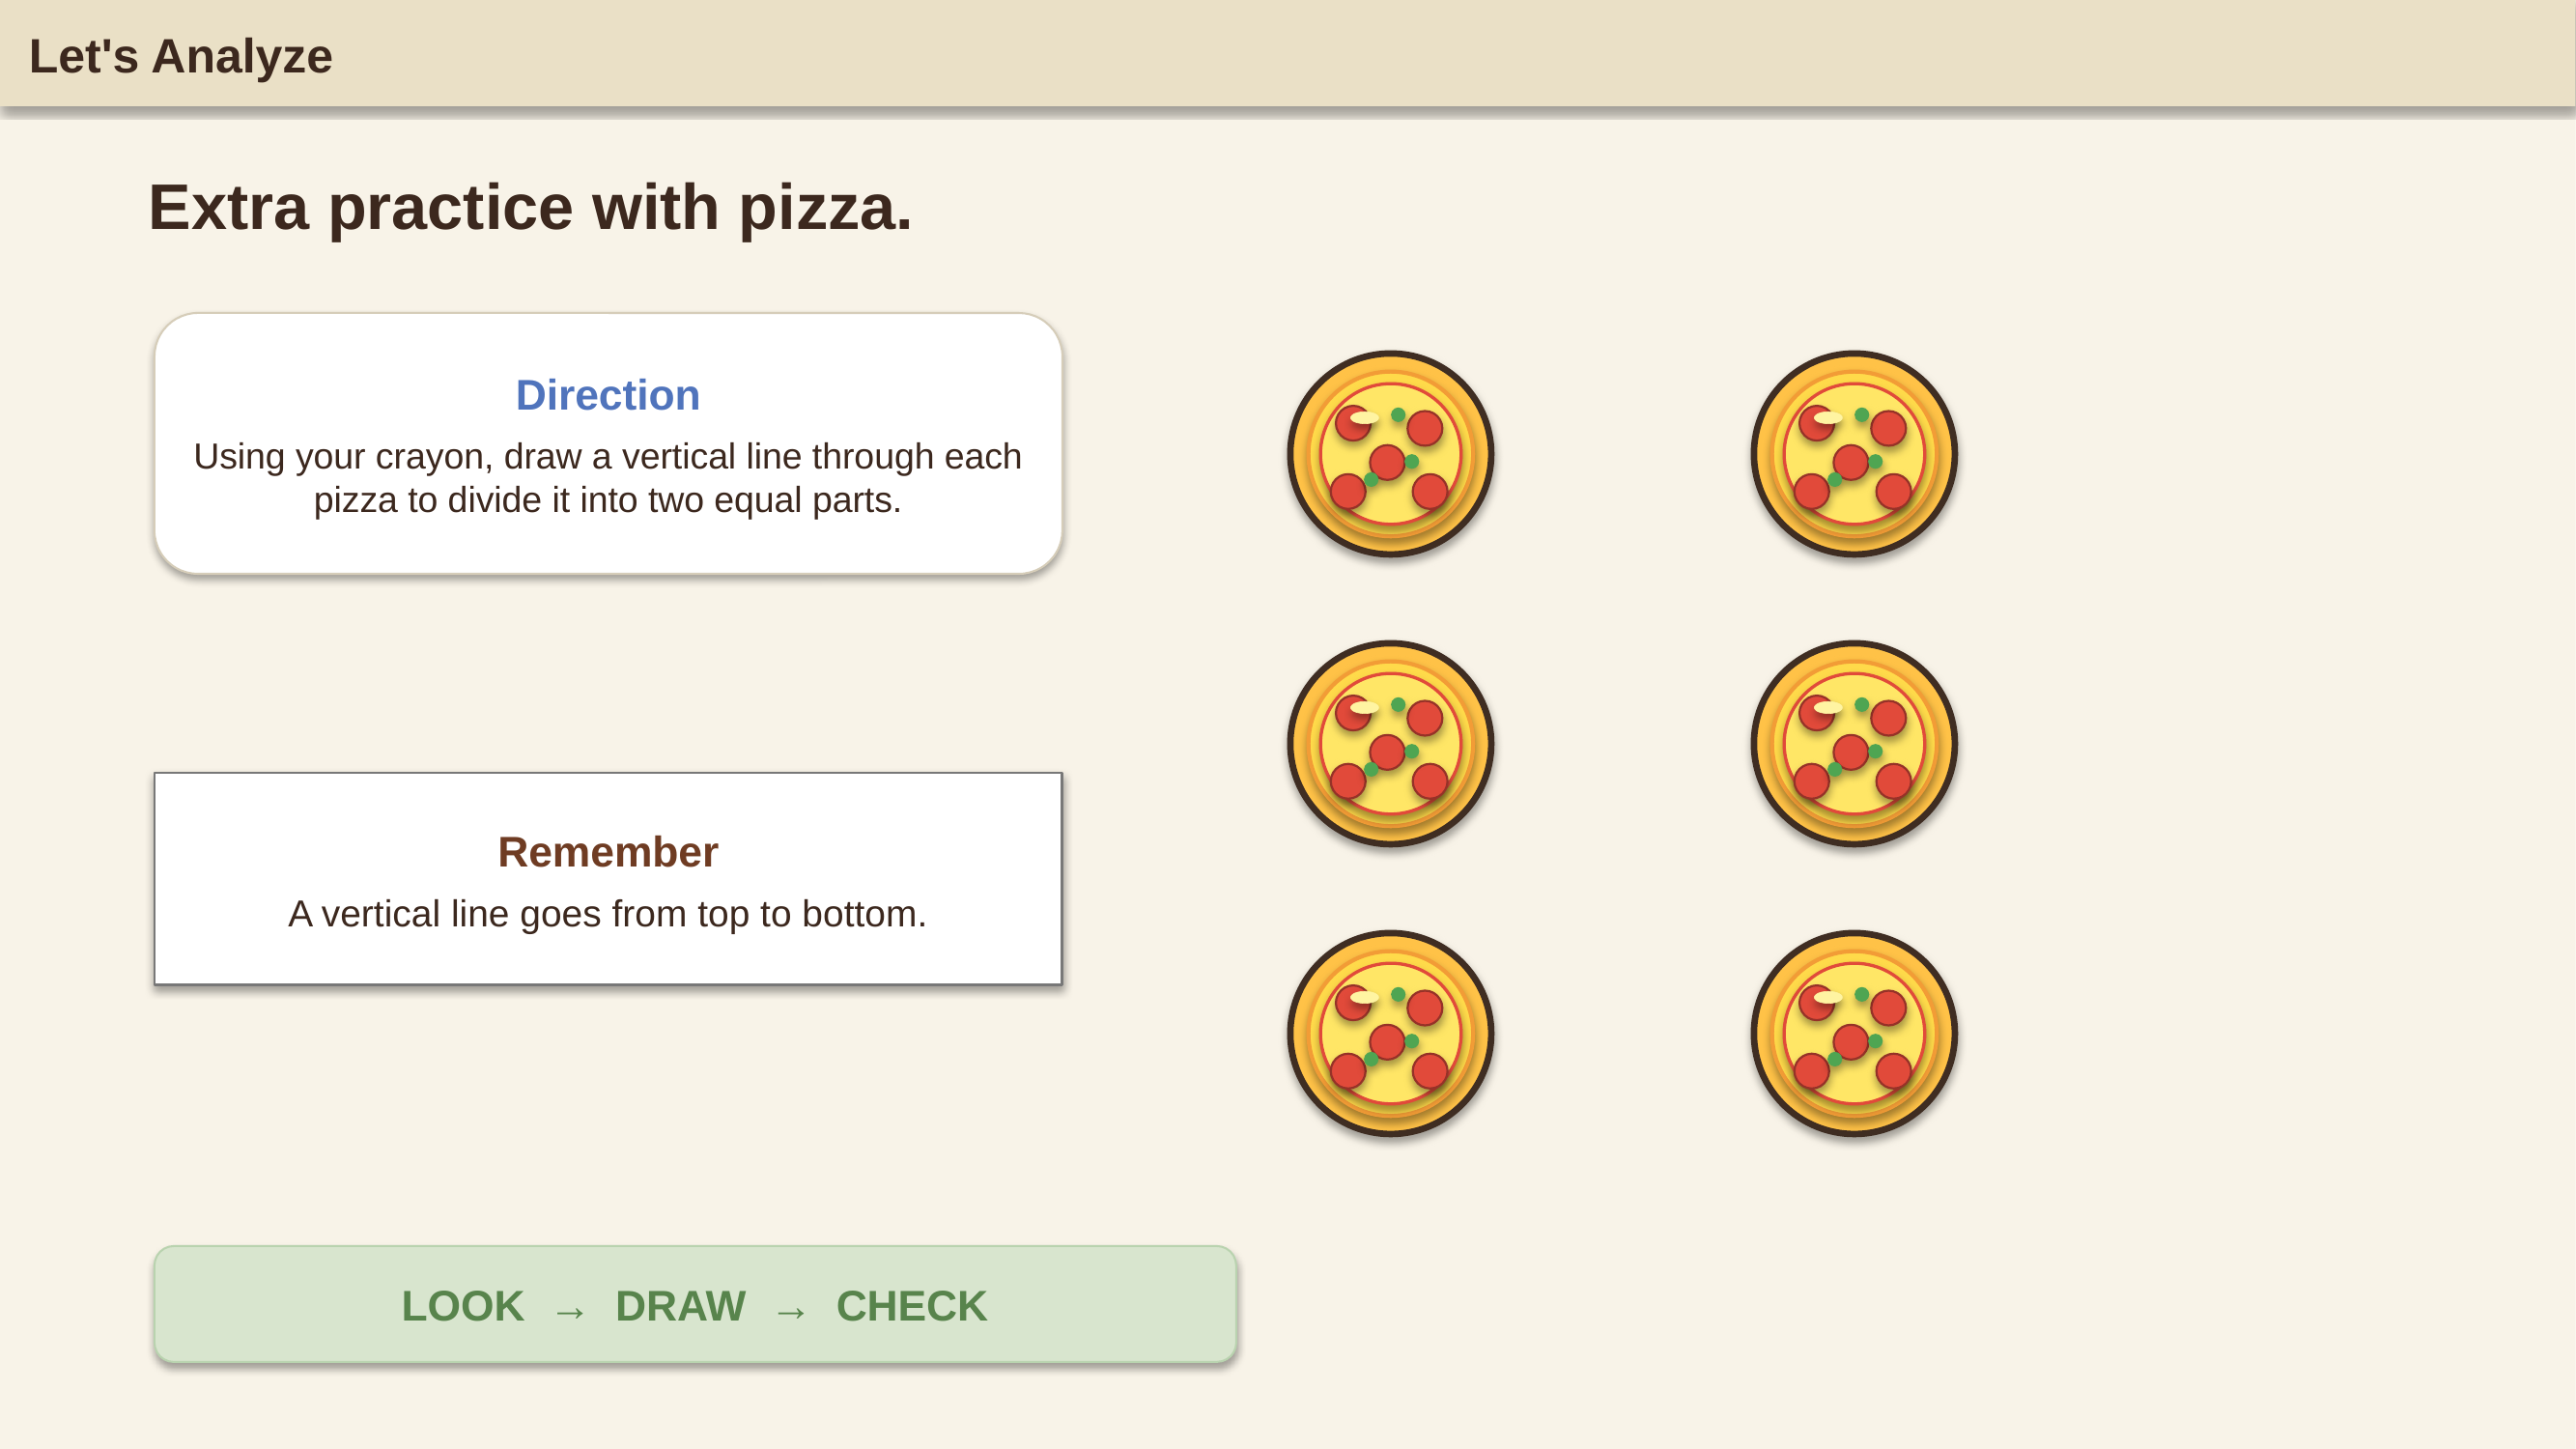 Let's Analyze
Extra practice with pizza.
Direction
Using your crayon, draw a vertical line through each
pizza to divide it into two equal parts.
Remember
A vertical line goes from top to bottom.
LOOK → DRAW → CHECK